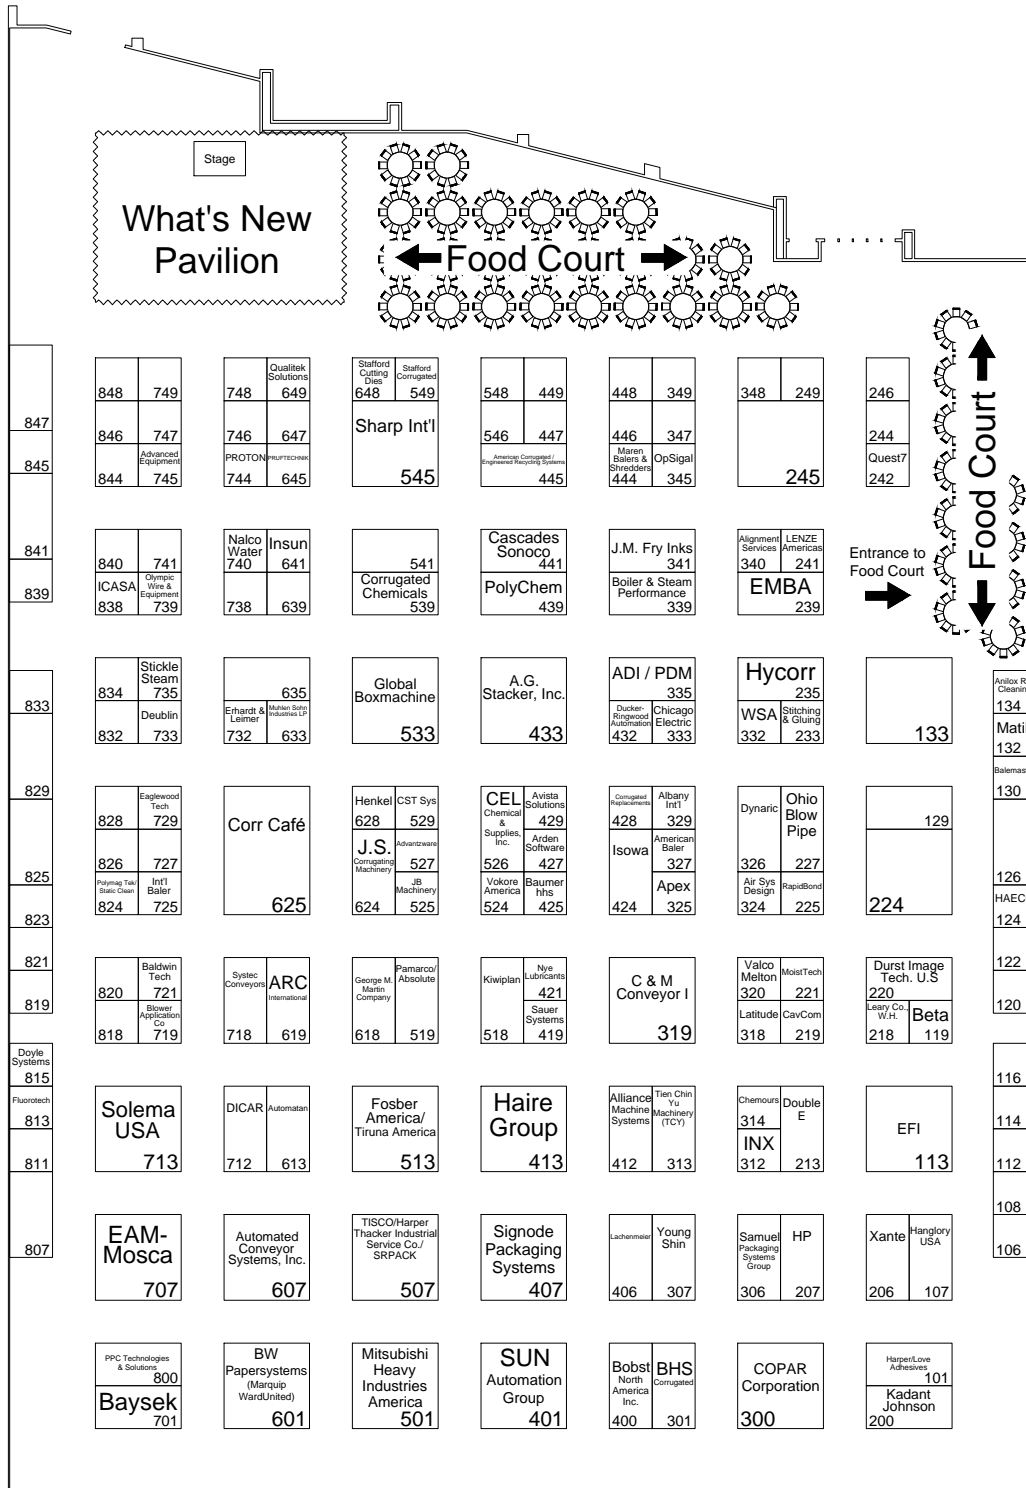 Stage
What's New
Pavilion
Food Court
Food Court
847
845
841
839
833
829
825
823
821
819
Doyle
Systems
815
Fluorotech
813
811
807
848
749
846
747
844
Advanced
Equipment
745
748
Qualitek
Solutions
649
746
647
PROTON
744
PRUFTECHNIK
645
Stafford
Cutting
Dies
648
Stafford
Corrugated
549
Sharp Int'l
545
548
449
546
447
American Corrugated /
Engineered Recycling Systems
445
448
349
446
347
Maren
Balers &
Shredders
444
OpSigal
345
348
249
245
246
244
Quest7
242
840
741
ICASA
838
Olympic
Wire &
Equipment
739
Nalco
Water
740
Insun
641
738
639
541
Corrugated
Chemicals
539
Cascades
Sonoco
441
PolyChem
439
J.M. Fry Inks
341
Boiler & Steam
Performance
339
Alignment
Services
340
LENZE
Americas
241
EMBA
239
Entrance to
Food Court
834
Stickle
Steam
735
832
Deublin
733
635
Erhardt &
Leimer
732
Muhlen Sohn
Industries LP
633
Global
Boxmachine
533
A.G.
Stacker, Inc.
433
ADI / PDM
335
Ducker-
Ringwood
Automation
432
Chicago
Electric
333
Hycorr
235
WSA
332
Stitching
& Gluing
233
133
134
132
130
828
Eaglewood
Tech
729
826
727
Polymag Tek/
Static Clean
824
Int'l
Baler
725
Corr Café
625
Henkel
628
CST Sys
529
J.S.
Corrugating
Machinery
624
Advantzware
527
JB
Machinery
525
CEL
Chemical
&
Supplies,
Inc.
526
Avista
Solutions
429
Arden
Software
427
Vokore
America
524
Baumer
hhs
425
Corrugated
Replacements
428
Albany
Int'l
329
Isowa
424
American
Baler
327
Apex
325
Dynaric
326
Ohio
Blow
Pipe
227
Air Sys
Design
324
RapidBond
225
129
224
126
124
122
120
820
Baldwin
Tech
721
818
Blower
Application
Co
719
Systec
Conveyors
718
ARC
International
619
George M.
Martin
Company
618
Pamarco/
Absolute
519
Kiwiplan
518
Nye
Lubricants
421
Sauer
Systems
419
C & M
Conveyor I
319
Valco
Melton
320
MoistTech
221
Latitude
318
CavCom
219
Durst Image
Tech. U.S
220
Leary Co.,
W.H.
218
Beta
119
116
114
112
108
106
Solema
USA
713
DICAR
712
Automatan
613
Fosber
America/
Tiruna America
513
Haire
Group
413
Alliance
Machine
Systems
412
Tien Chin
Yu
Machinery
(TCY)
313
Chemours
314
INX
312
Double
E
213
EFI
113
EAM-
Mosca
707
Automated
Conveyor
Systems, Inc.
607
TISCO/Harper
Thacker Industrial
Service Co./
SRPACK
507
Signode
Packaging
Systems
407
Lachenmeier
406
Young
Shin
307
Samuel
Packaging
Systems
Group
306
HP
207
Xante
206
Hanglory
USA
107
PPC Technologies
& Solutions
800
Baysek
701
BW
Papersystems
(Marquip
WardUnited)
601
Mitsubishi
Heavy
Industries
America
501
SUN
Automation
Group
401
Bobst
North
America
Inc.
400
BHS
Corrugated
301
COPAR
Corporation
300
Harper/Love
Adhesives
101
Kadant
Johnson
200